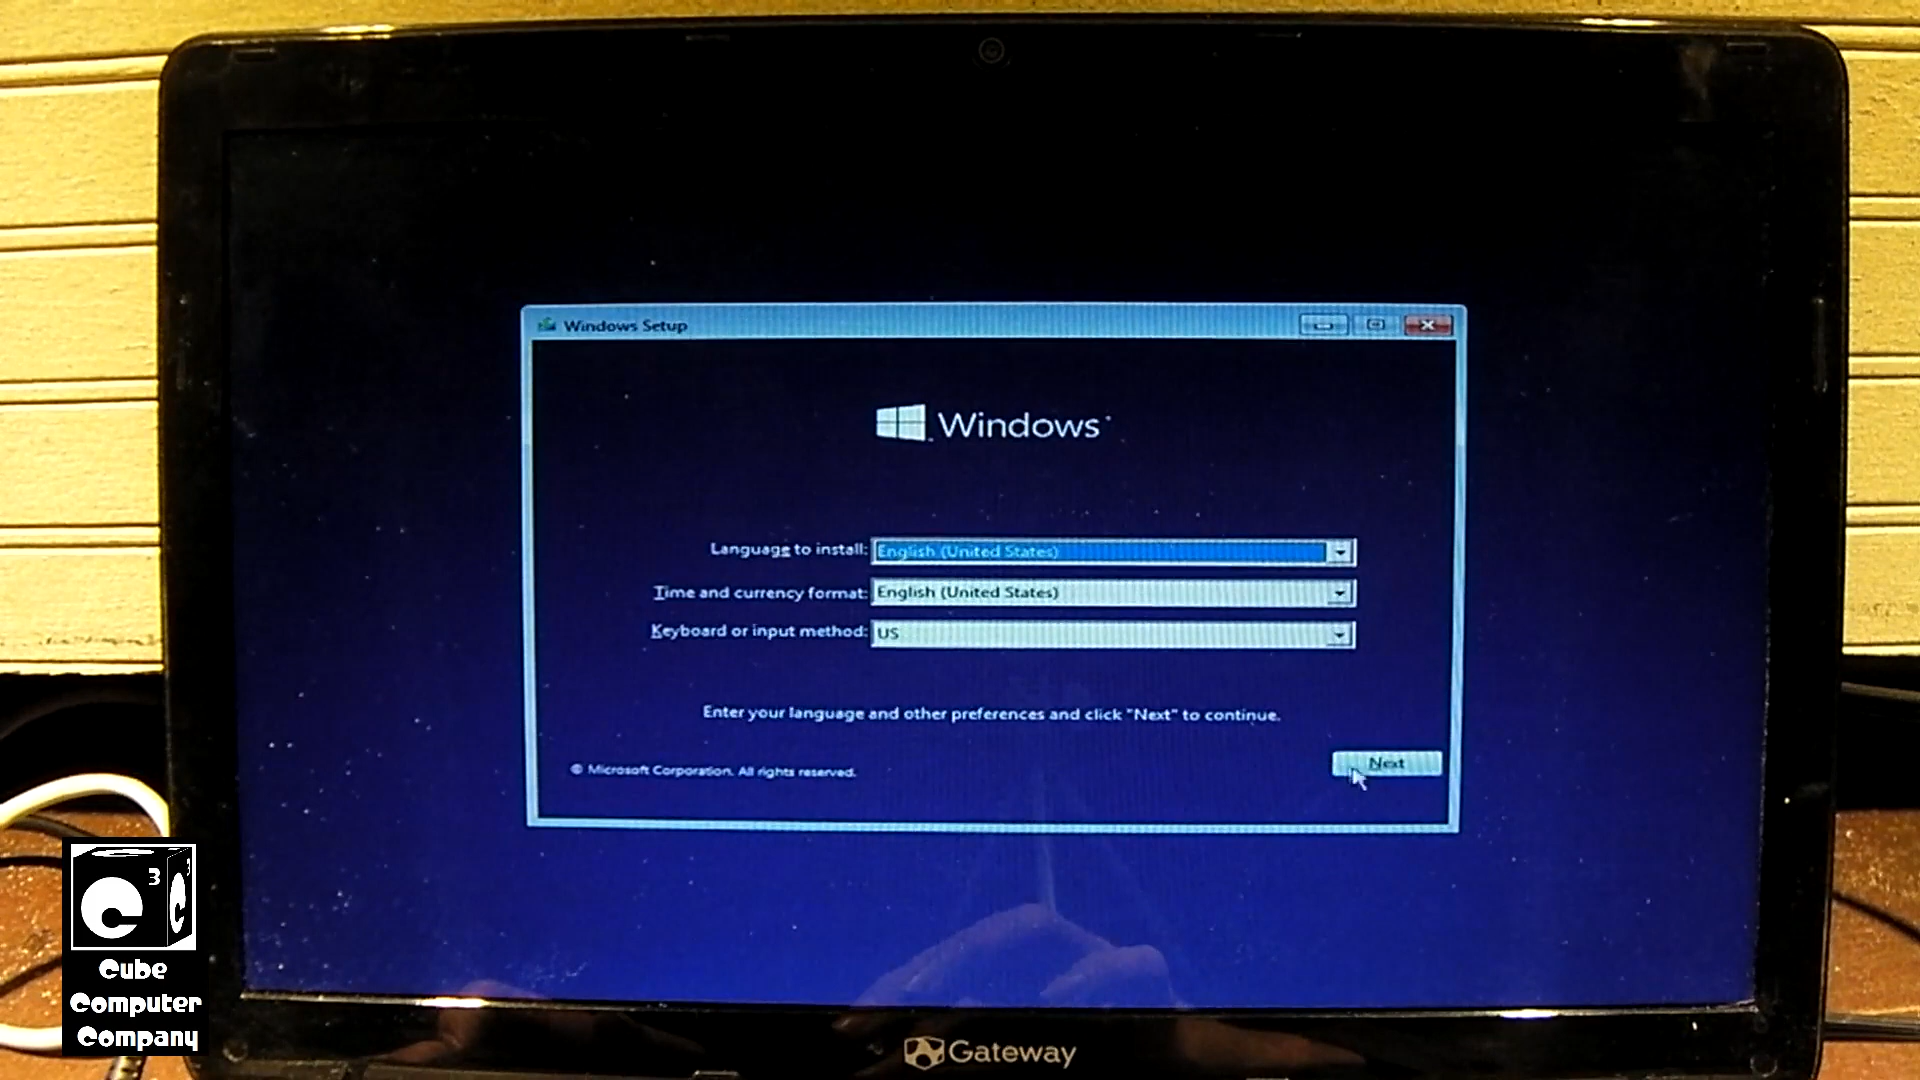 Windows Setup
Windows
Language to install: English (United States)
Time and currency format: English (United States)
Keyboard or input method: US
Enter your language and other preferences and click "Next" to continue.
© Microsoft Corporation. All rights reserved.
Next
C 3 C 3
Cube
Computer
Company
Gateway